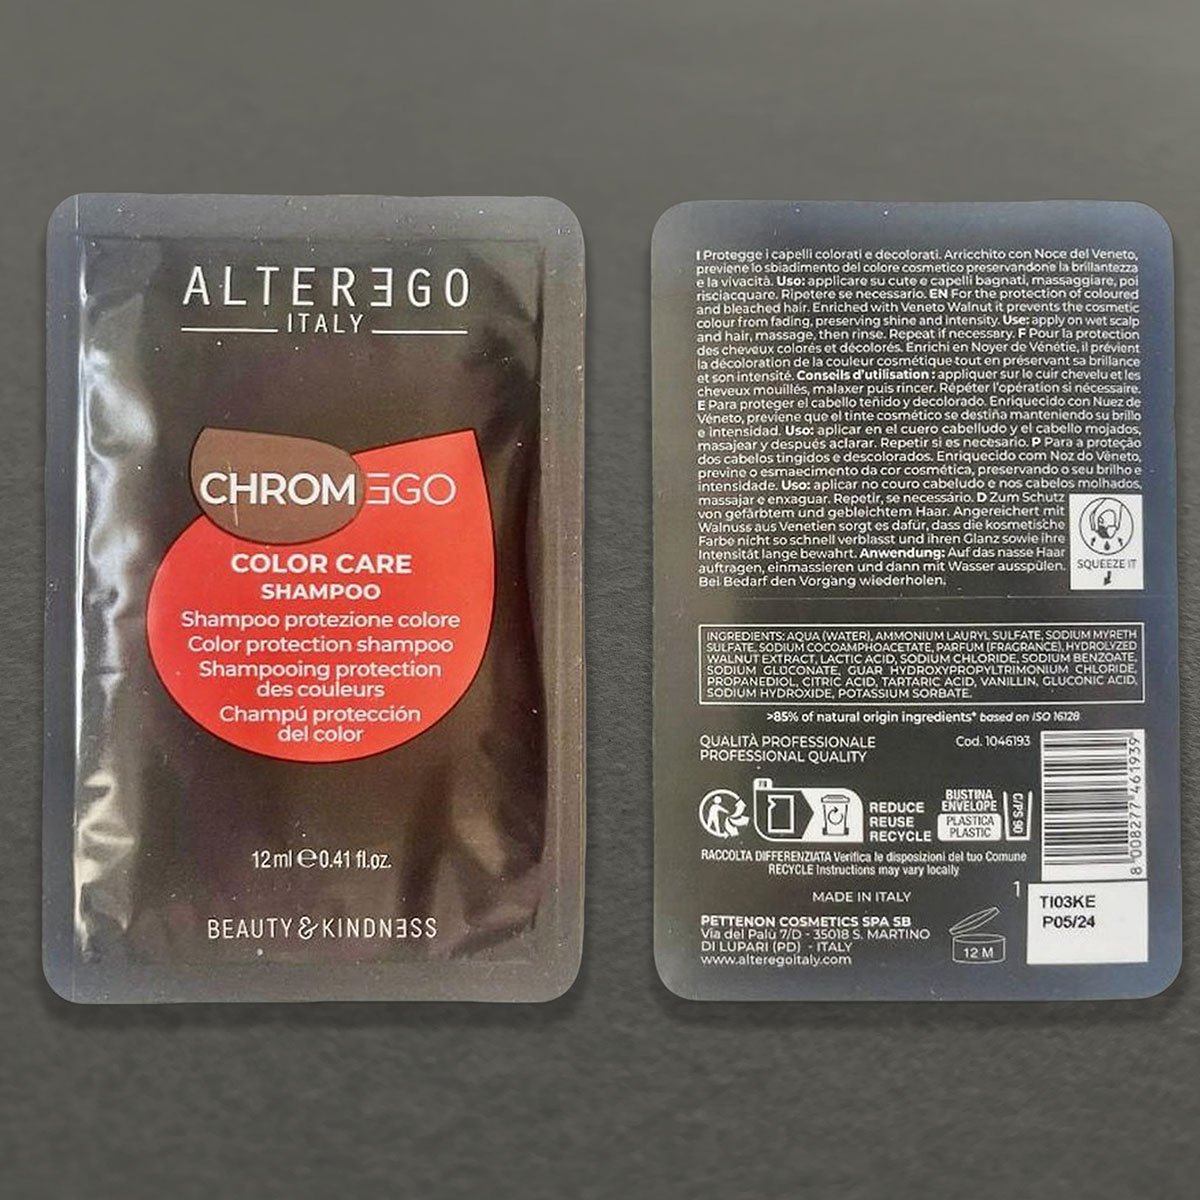 ALTERƎGO
ITALY
CHROMƎGO
COLOR CARE
SHAMPOO
Shampoo protezione colore
Color protection shampoo
Shampooing protection
des couleurs
Champú protección
del color
12 ml ℮ 0.41 fl.oz.
BEAUTY & KINDNƎSS
I Protegge i capelli colorati e decolorati. Arricchito con Noce del Veneto,
previene lo sbiadimento del colore cosmetico preservandone la brillantezza
e la vivacità. Uso: applicare su cute e capelli bagnati, massaggiare, poi
risciacquare. Ripetere se necessario. EN For the protection of coloured
and bleached hair. Enriched with Veneto Walnut it prevents the cosmetic
colour from fading, preserving shine and intensity. Use: apply on wet scalp
and hair, massage, then rinse. Repeat if necessary. F Pour la protection
des cheveux colorés et décolorés. Enrichi en Noyer de Vénétie, il prévient
la décoloration de la couleur cosmétique tout en préservant sa brillance
et son intensité. Conseils d'utilisation : appliquer sur le cuir chevelu et les
cheveux mouillés, malaxer puis rincer. Répéter l'opération si nécessaire.
E Para proteger el cabello teñido y decolorado. Enriquecido con Nuez de
Véneto, previene que el tinte cosmético se destiña manteniendo su brillo
e intensidad. Uso: aplicar en el cuero cabelludo y el cabello mojados,
masajear y después aclarar. Repetir si es necesario. P Para a proteção
dos cabelos tingidos e descolorados. Enriquecido com Noz do Vêneto,
previne o esmaecimento da cor cosmética, preservando o seu brilho e
intensidade. Uso: aplicar no couro cabeludo e nos cabelos molhados,
massajar e enxaguar. Repetir, se necessário. D Zum Schutz
von gefärbtem und gebleichtem Haar. Angereichert mit
Walnuss aus Venetien sorgt es dafür, dass die kosmetische
Farbe nicht so schnell verblasst und ihren Glanz sowie ihre
Intensität lange bewahrt. Anwendung: Auf das nasse Haar
auftragen, einmassieren und dann mit Wasser ausspülen.
Bei Bedarf den Vorgang wiederholen.
SQUEEZE IT
INGREDIENTS: AQUA (WATER), AMMONIUM LAURYL SULFATE, SODIUM MYRETH
SULFATE, SODIUM COCOAMPHOACETATE, PARFUM (FRAGRANCE), HYDROLYZED
WALNUT EXTRACT, LACTIC ACID, SODIUM CHLORIDE, SODIUM BENZOATE,
SODIUM GLUCONATE, GUAR HYDROXYPROPYLTRIMONIUM CHLORIDE,
PROPANEDIOL, CITRIC ACID, TARTARIC ACID, VANILLIN, GLUCONIC ACID,
SODIUM HYDROXIDE, POTASSIUM SORBATE.
>85% of natural origin ingredients* based on ISO 16128
QUALITÀ PROFESSIONALE
PROFESSIONAL QUALITY
Cod. 1046193
FR
REDUCE
REUSE
RECYCLE
BUSTINA
ENVELOPE
PLASTICA
PLASTIC
C/PS 90
8 008277 461939
RACCOLTA DIFFERENZIATA Verifica le disposizioni del tuo Comune
RECYCLE Instructions may vary locally
MADE IN ITALY
1
PETTENON COSMETICS SPA SB
Via del Palù 7/D - 35018 S. MARTINO
DI LUPARI (PD) - ITALY
www.alteregoitaly.com
12 M
TI03KE
P05/24